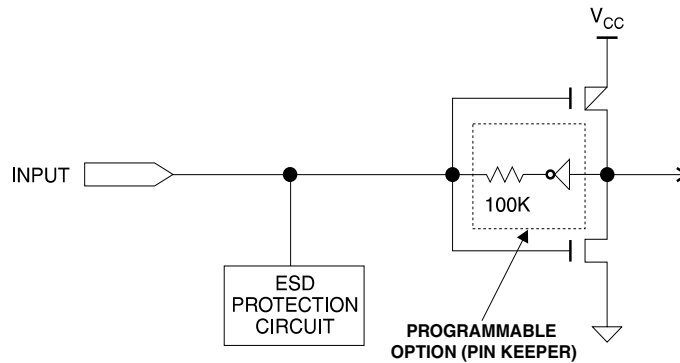 VCC
INPUT
100K
ESD
PROTECTION
CIRCUIT
PROGRAMMABLE
OPTION (PIN KEEPER)